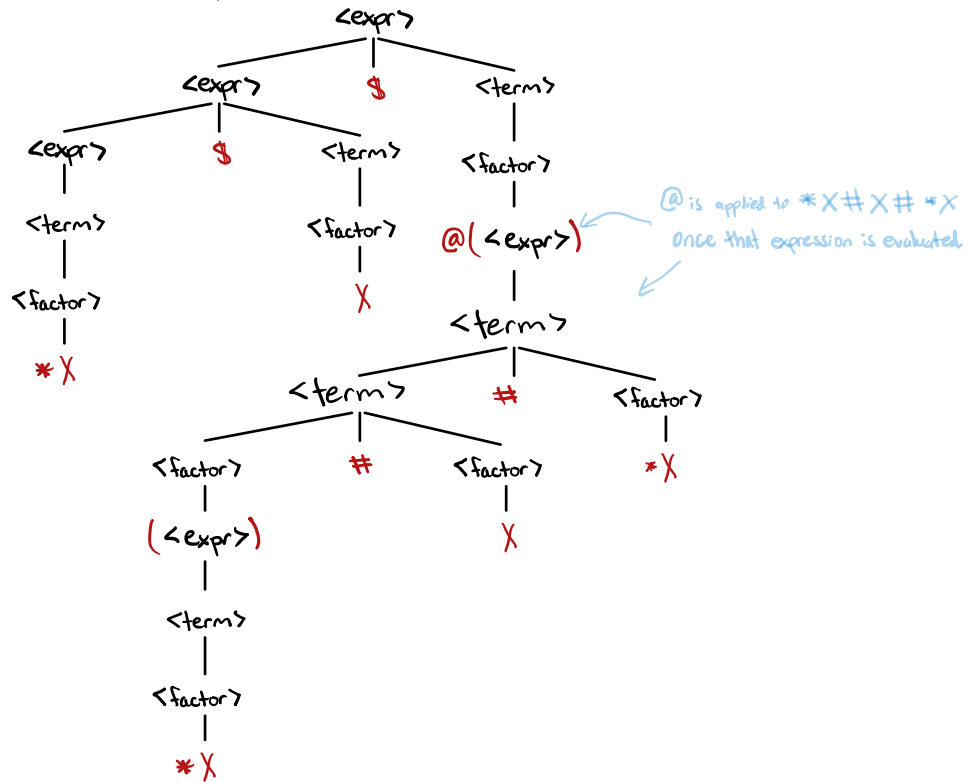 <expr>
<expr> $ <term>
<expr> $ <term> <factor>
<term> <factor> @(<expr>)
<factor> X <term>
*X <term> # <factor>
<factor> # <factor> *X
(<expr>) X
<term>
<factor>
*X
@ is applied to *X#X#*X
once that expression is evaluated